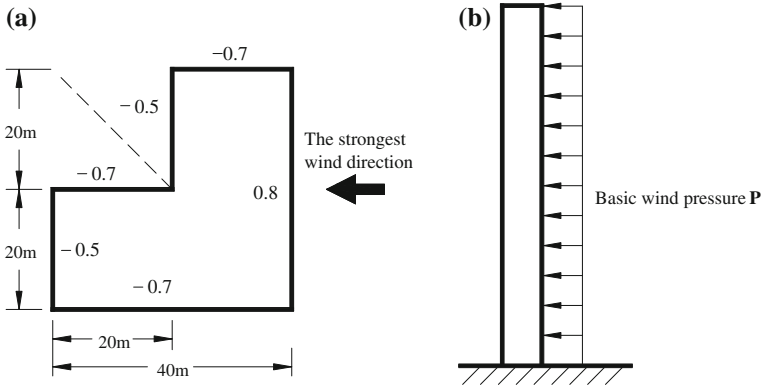 (a)
(b)
−0.7
−0.5
20m
−0.7
The strongest
wind direction
0.8
Basic wind pressure P
−0.5
20m
−0.7
20m
40m